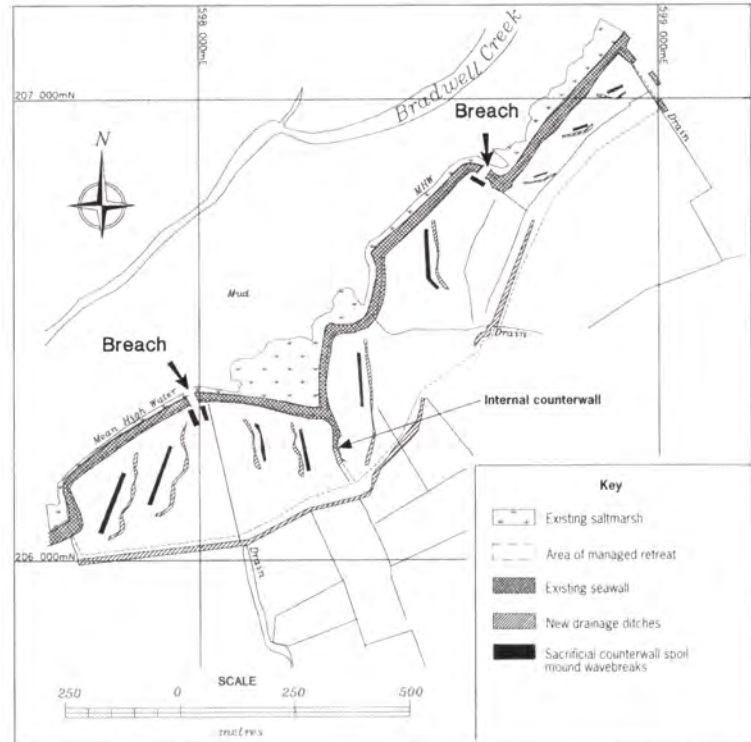 598 000mE
599 000mE
Bradwell Creek
207 000mN
Breach
Drain
N
MHW
Mud
Drain
Breach
Mean High Water
Internal counterwall
Key
Existing saltmarsh
206 000mN
Area of managed retreat
Drain
Existing seawall
New drainage ditches
Sacrificial counterwall spoil
mound wavebreaks
SCALE
250 0 250 500
metres